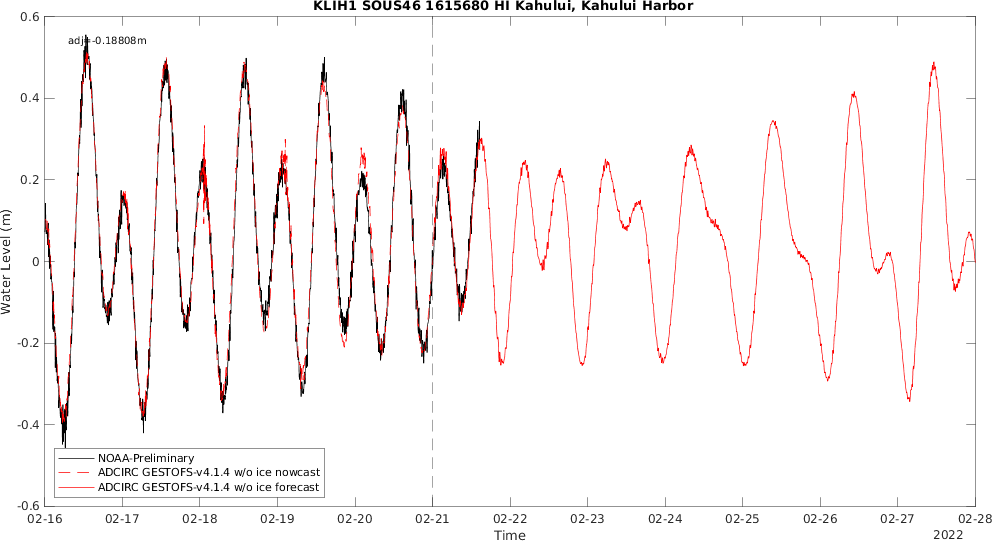 KLIH1 SOUS46 1615680 HI Kahului, Kahului Harbor
adj=-0.18808m
Water Level (m)
0.6
0.4
0.2
0
-0.2
-0.4
-0.6
NOAA-Preliminary
ADCIRC GESTOFS-v4.1.4 w/o ice nowcast
ADCIRC GESTOFS-v4.1.4 w/o ice forecast
02-16 02-17 02-18 02-19 02-20 02-21 02-22 02-23 02-24 02-25 02-26 02-27 02-28
Time
2022